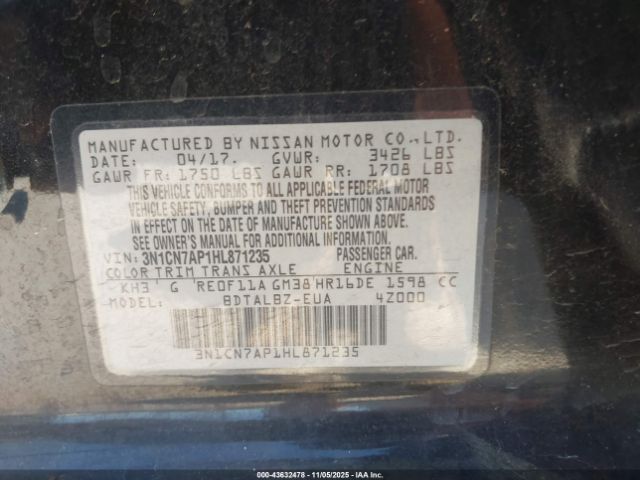 MANUFACTURED BY NISSAN MOTOR CO.,LTD.
DATE: 04/17. GVWR: 3426 LBS
GAWR FR: 1750 LBS GAWR RR: 1708 LBS
THIS VEHICLE CONFORMS TO ALL APPLICABLE FEDERAL MOTOR
VEHICLE SAFETY, BUMPER AND THEFT PREVENTION STANDARDS
IN EFFECT ON THE DATE OF MANUFACTURE SHOWN ABOVE.
SEE OWNER'S MANUAL FOR ADDITIONAL INFORMATION.
VIN: 3N1CN7AP1HL871235 PASSENGER CAR.
COLOR TRIM TRANS AXLE ENGINE
KH3 G RE0F11A GM38 HR16DE 1598 CC
MODEL: BDTALBZ-EUA 4Z000
3N1CN7AP1HL871235
000-43632478 - 11/05/2025 - IAAI.COM